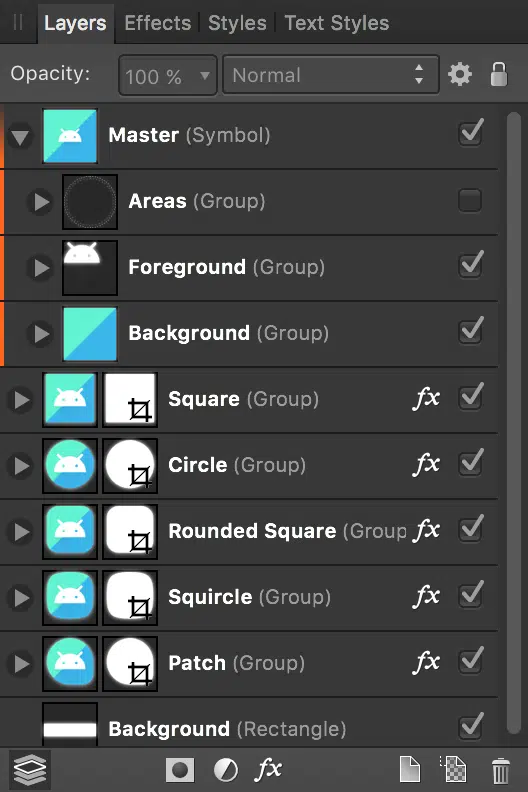 Layers Effects Styles Text Styles
Opacity: 100 % Normal
Master (Symbol)
Areas (Group)
Foreground (Group)
Background (Group)
Square (Group) fx
Circle (Group) fx
Rounded Square (Group fx
Squircle (Group) fx
Patch (Group) fx
Background (Rectangle)
fx